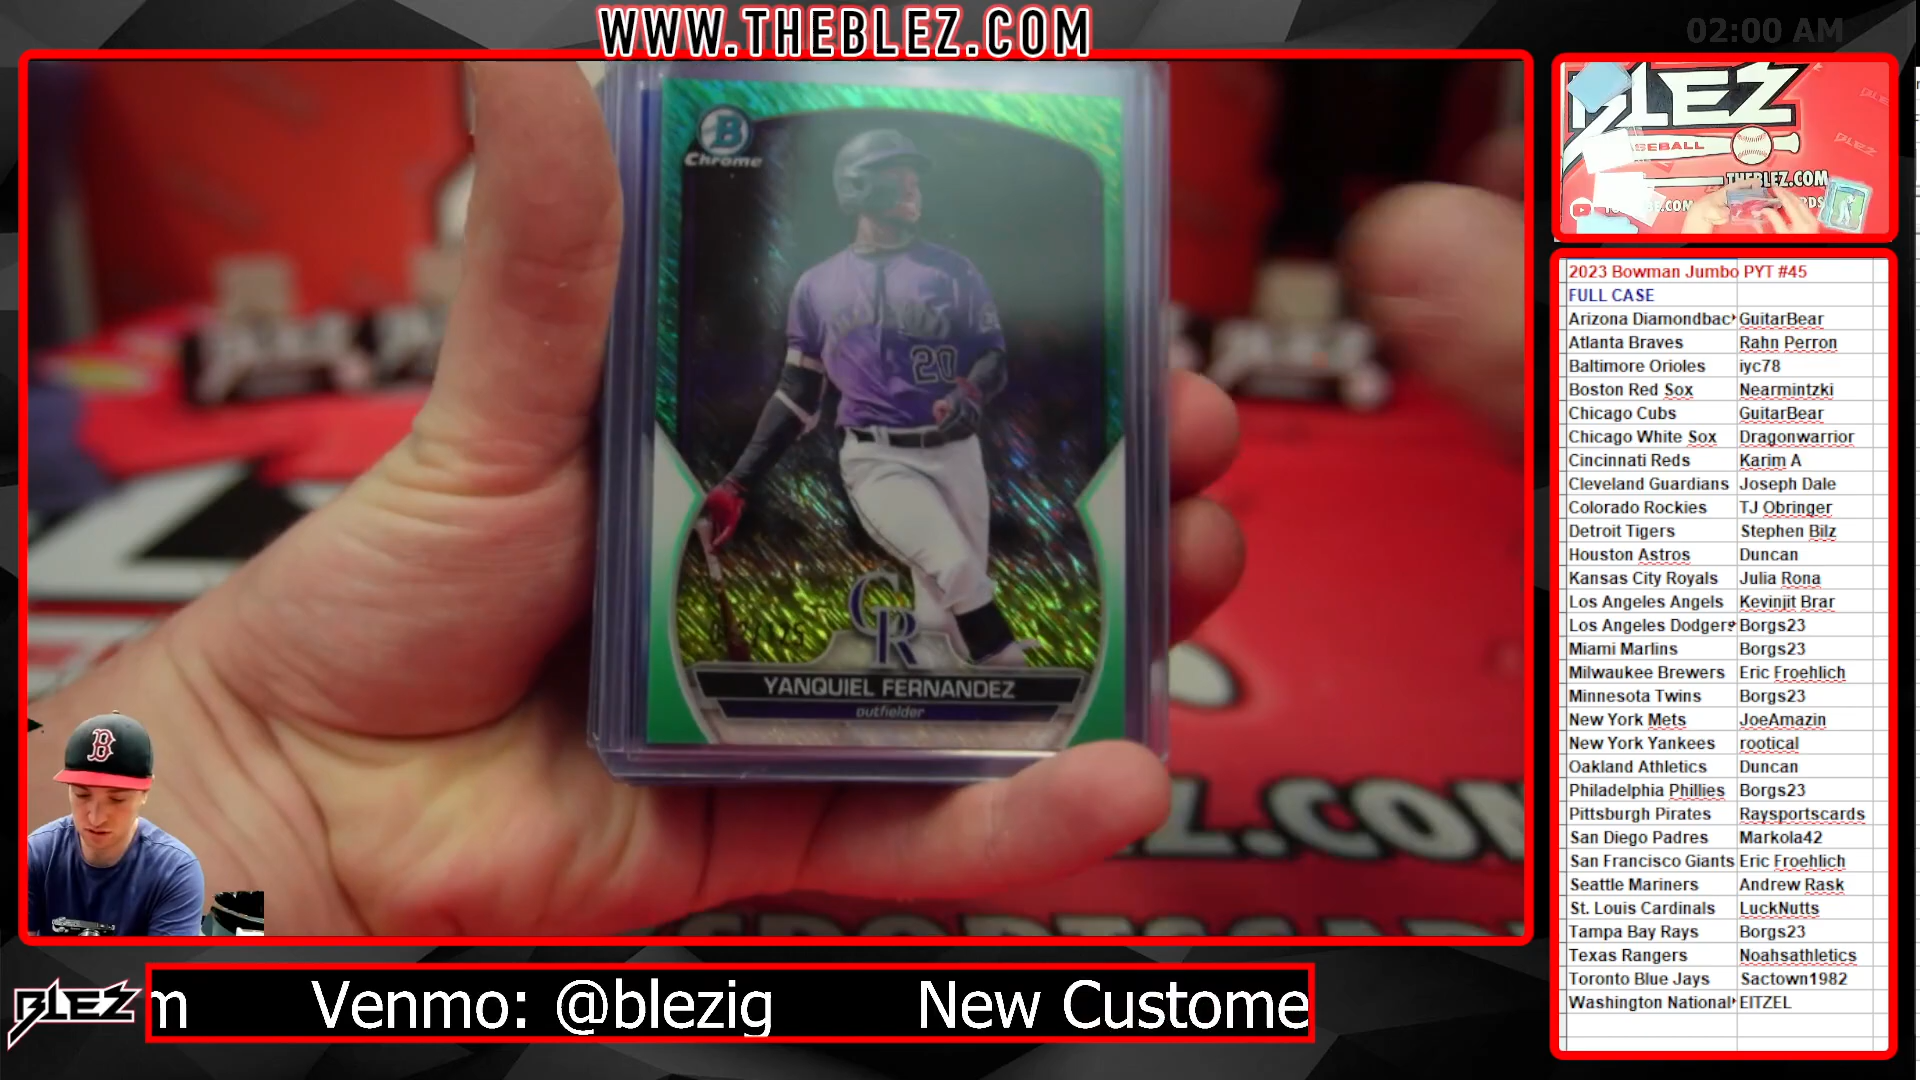 WWW.THEBLEZ.COM
02:00 AM
B
Chrome
20
CR
YANQUIEL FERNANDEZ
outfielder
B
BLEZ
BASEBALL
THEBLEZ.COM
2023 Bowman Jumbo PYT #45
FULL CASE
Arizona Diamondbac GuitarBear
Atlanta Braves Rahn Perron
Baltimore Orioles iyc78
Boston Red Sox Nearmintzki
Chicago Cubs GuitarBear
Chicago White Sox Dragonwarrior
Cincinnati Reds Karim A
Cleveland Guardians Joseph Dale
Colorado Rockies TJ Obringer
Detroit Tigers Stephen Bilz
Houston Astros Duncan
Kansas City Royals Julia Rona
Los Angeles Angels Kevinjit Brar
Los Angeles Dodgers Borgs23
Miami Marlins Borgs23
Milwaukee Brewers Eric Froehlich
Minnesota Twins Borgs23
New York Mets JoeAmazin
New York Yankees rootical
Oakland Athletics Duncan
Philadelphia Phillies Borgs23
Pittsburgh Pirates Raysportscards
San Diego Padres Markola42
San Francisco Giants Eric Froehlich
Seattle Mariners Andrew Rask
St. Louis Cardinals LuckNutts
Tampa Bay Rays Borgs23
Texas Rangers Noahsathletics
Toronto Blue Jays Sactown1982
Washington National EITZEL
BLEZ
m Venmo: @blezig New Custome